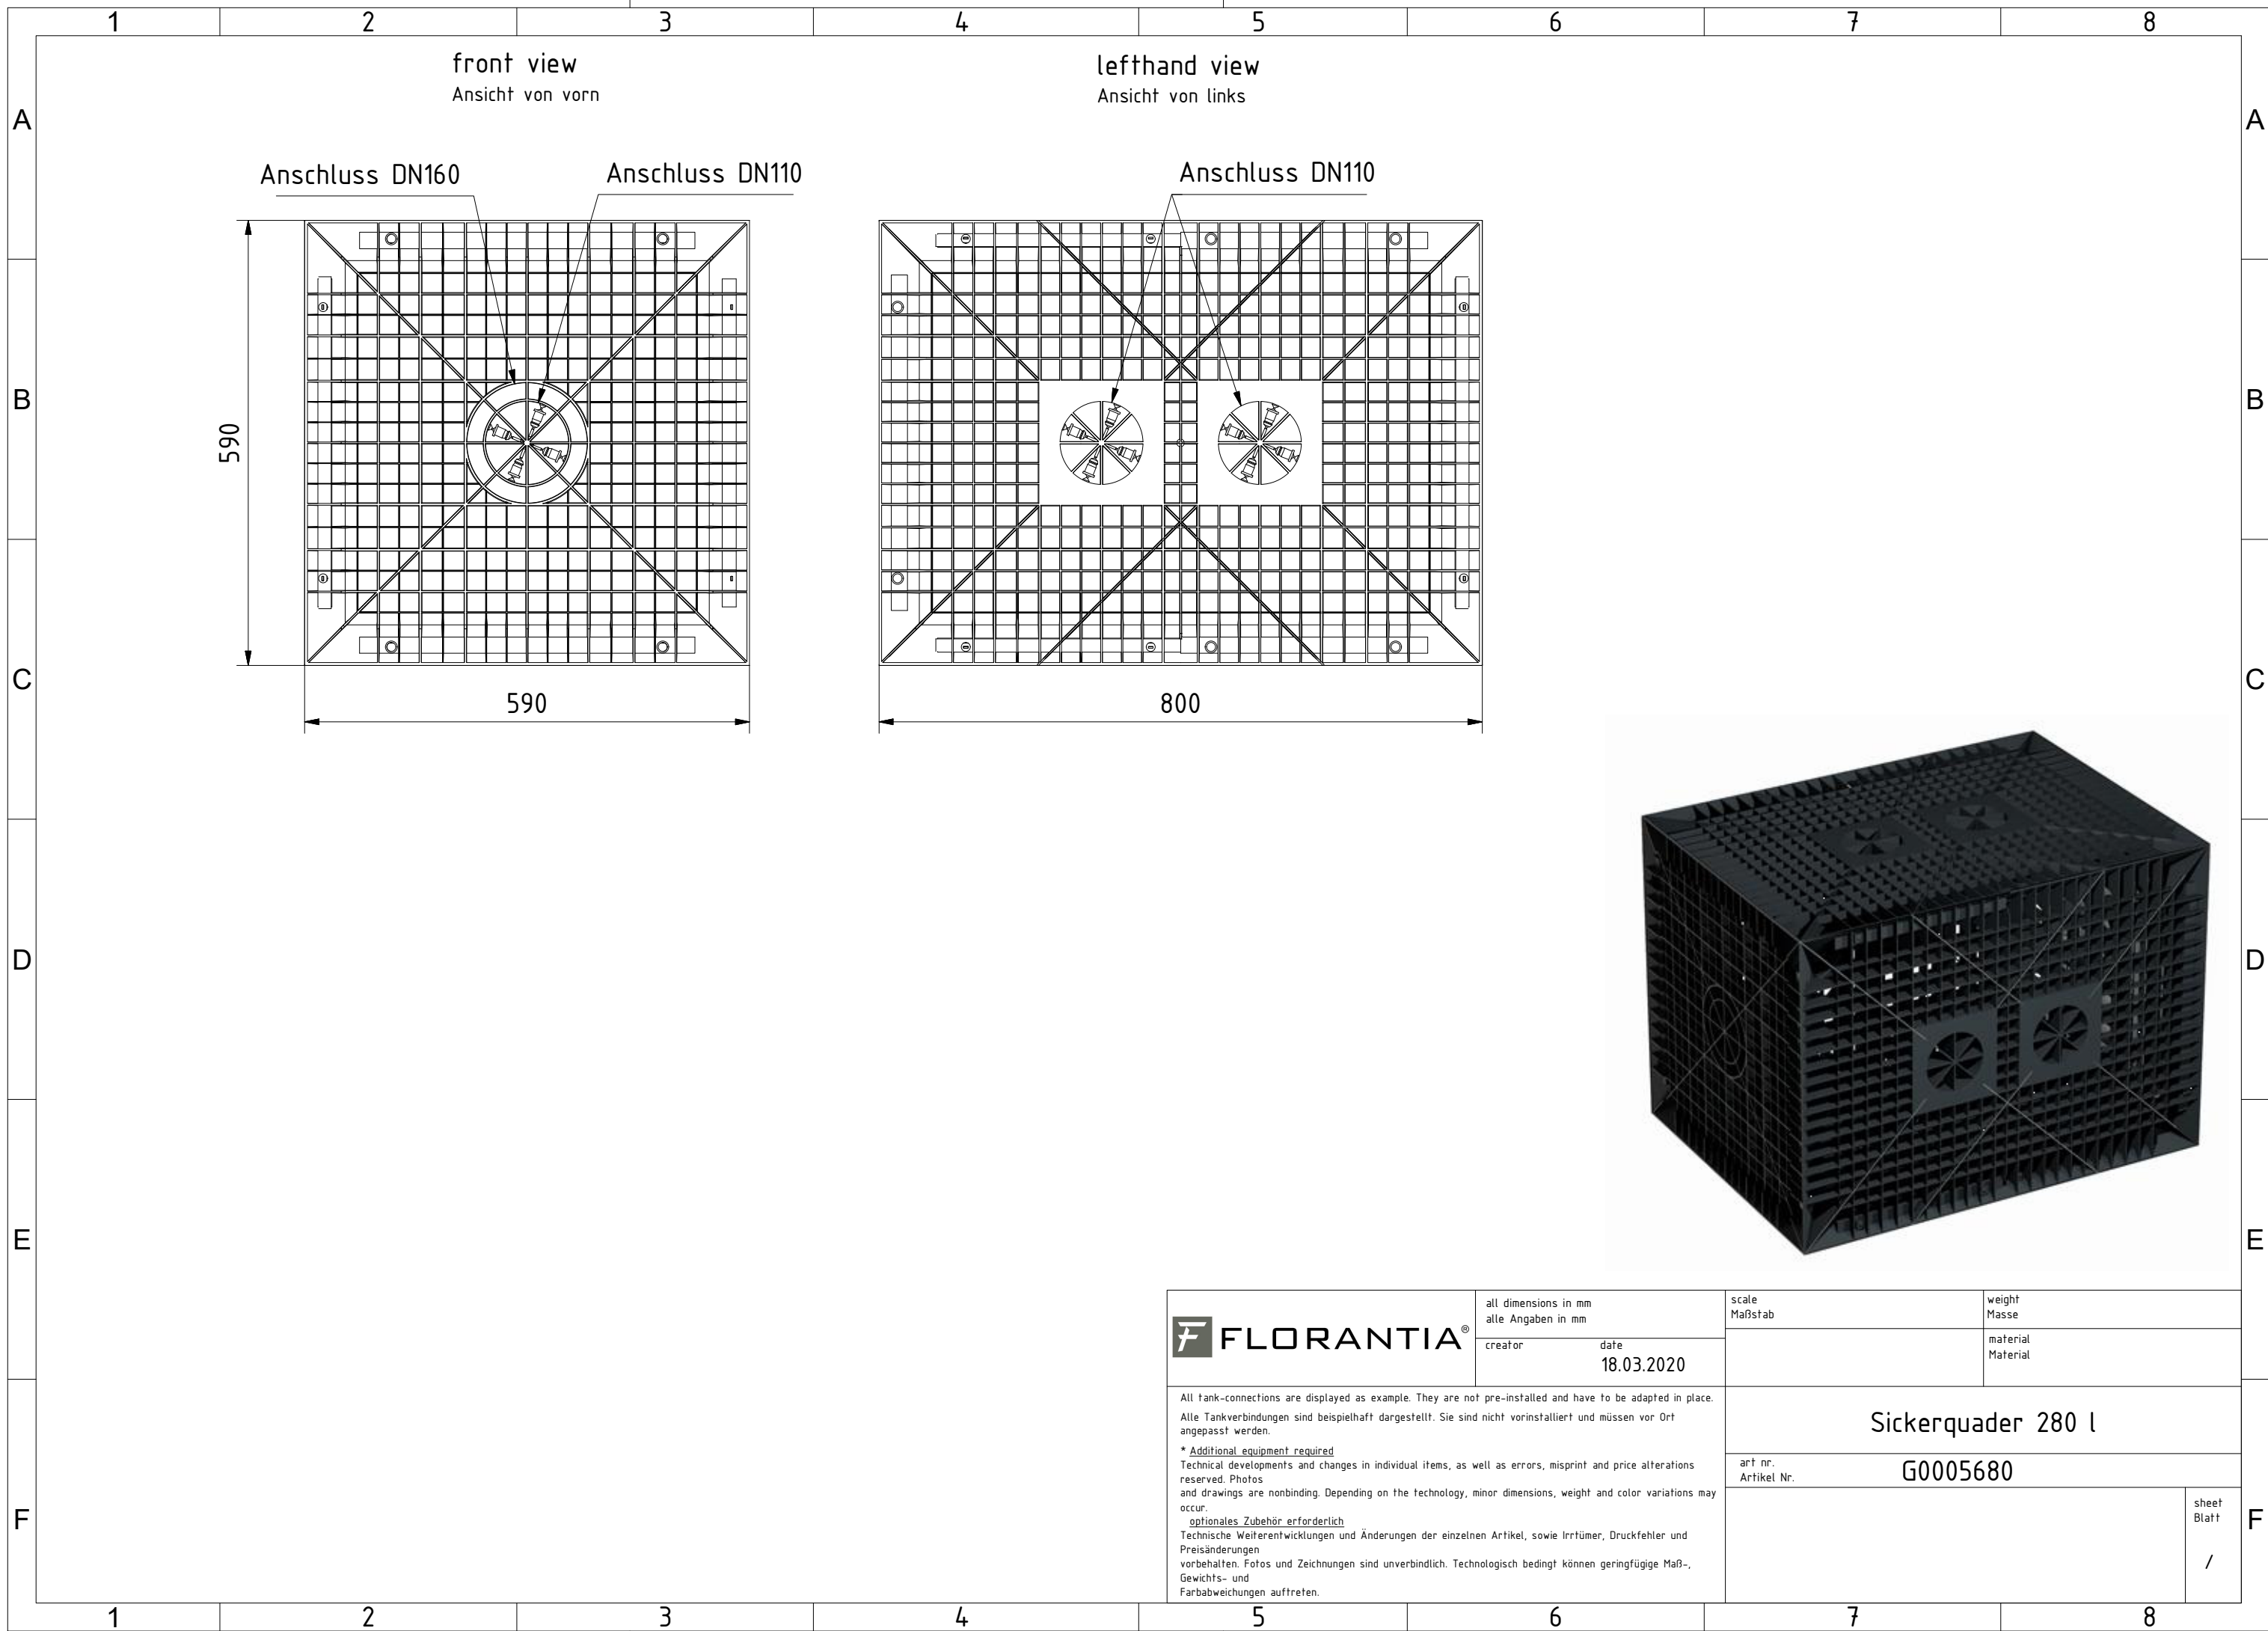 1 2 3 4 5 6 7 8
front view
Ansicht von vorn
lefthand view
Ansicht von links
A A
Anschluss DN160
Anschluss DN110
Anschluss DN110
B B
590
C C
590
800
D D
E E
FLORANTIA®
all dimensions in mm
alle Angaben in mm
creator
date
18.03.2020
scale
Maßstab
weight
Masse
material
Material
All tank-connections are displayed as example. They are not pre-installed and have to be adapted in place.
Alle Tankverbindungen sind beispielhaft dargestellt. Sie sind nicht vorinstalliert und müssen vor Ort
angepasst werden.
* Additional equipment required
Technical developments and changes in individual items, as well as errors, misprint and price alterations
reserved. Photos
and drawings are nonbinding. Depending on the technology, minor dimensions, weight and color variations may
occur.
optionales Zubehör erforderlich
Technische Weiterentwicklungen und Änderungen der einzelnen Artikel, sowie Irrtümer, Druckfehler und
Preisänderungen
vorbehalten. Fotos und Zeichnungen sind unverbindlich. Technologisch bedingt können geringfügige Maß-,
Gewichts- und
Farbabweichungen auftreten.
Sickerquader 280 l
art nr.
Artikel Nr.
G0005680
sheet
Blatt
/
F F
1 2 3 4 5 6 7 8